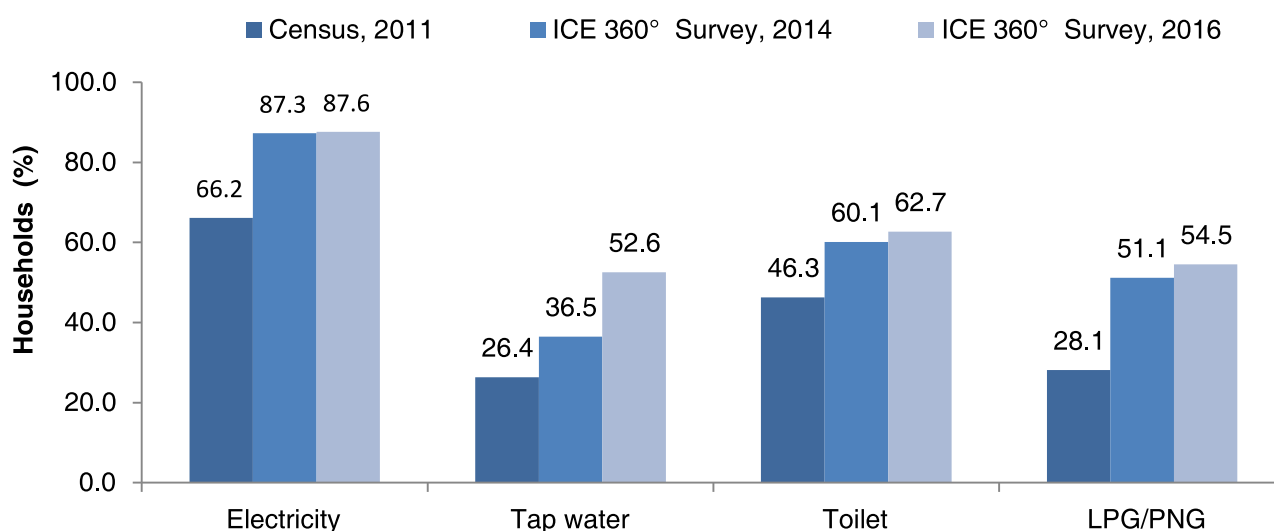 Census, 2011 ICE 360° Survey, 2014 ICE 360° Survey, 2016
Households (%)
100.0
80.0
60.0
40.0
20.0
0.0
66.2 87.3 87.6
26.4 36.5 52.6
46.3 60.1 62.7
28.1 51.1 54.5
Electricity Tap water Toilet LPG/PNG